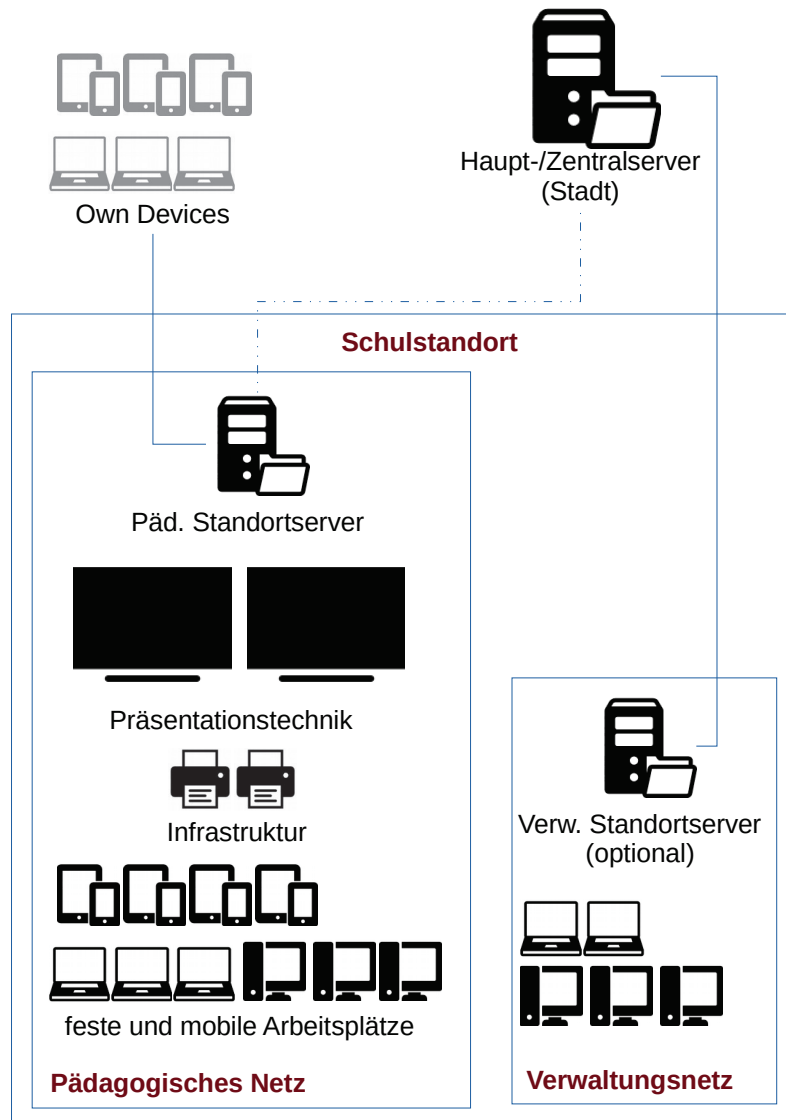 Own Devices
Haupt-/Zentralserver
(Stadt)
Schulstandort
Päd. Standortserver
Präsentationstechnik
Infrastruktur
feste und mobile Arbeitsplätze
Pädagogisches Netz
Verw. Standortserver
(optional)
Verwaltungsnetz